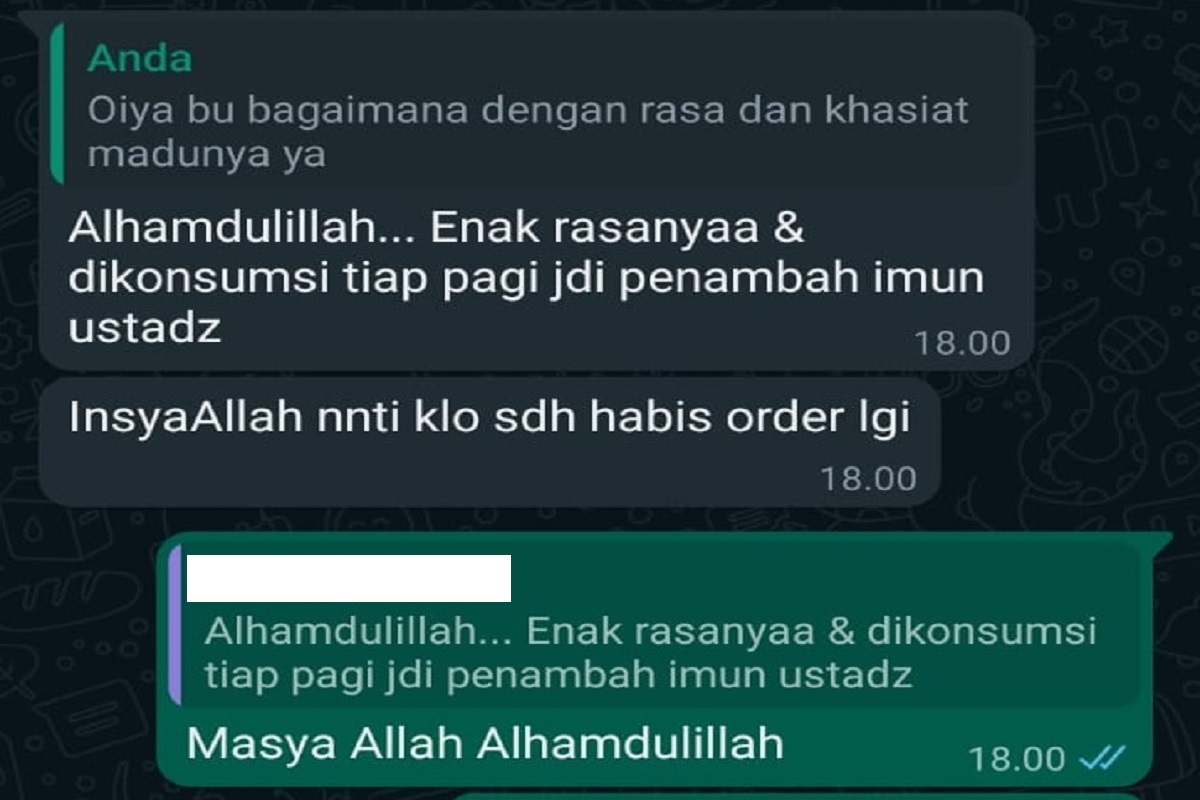 Anda
Oiya bu bagaimana dengan rasa dan khasiat
madunya ya
Alhamdulillah... Enak rasanyaa &
dikonsumsi tiap pagi jdi penambah imun
ustadz
18.00
InsyaAllah nnti klo sdh habis order lgi
18.00
Alhamdulillah... Enak rasanyaa & dikonsumsi
tiap pagi jdi penambah imun ustadz
Masya Allah Alhamdulillah
18.00